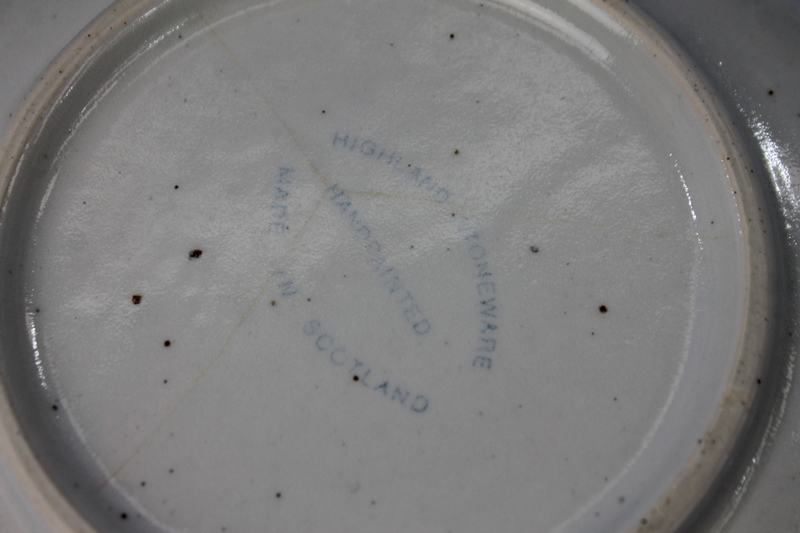 HIGHLAND STONEWARE
HANDPAINTED
MADE IN SCOTLAND